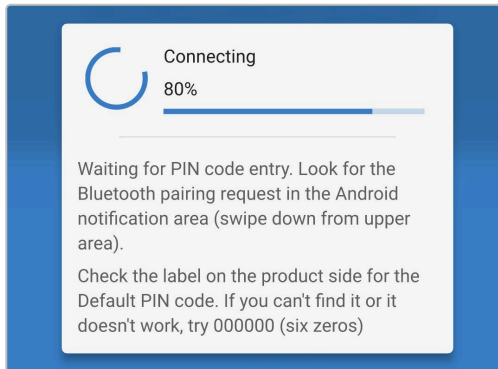 Connecting
80%
Waiting for PIN code entry. Look for the
Bluetooth pairing request in the Android
notification area (swipe down from upper
area).
Check the label on the product side for the
Default PIN code. If you can't find it or it
doesn't work, try 000000 (six zeros)